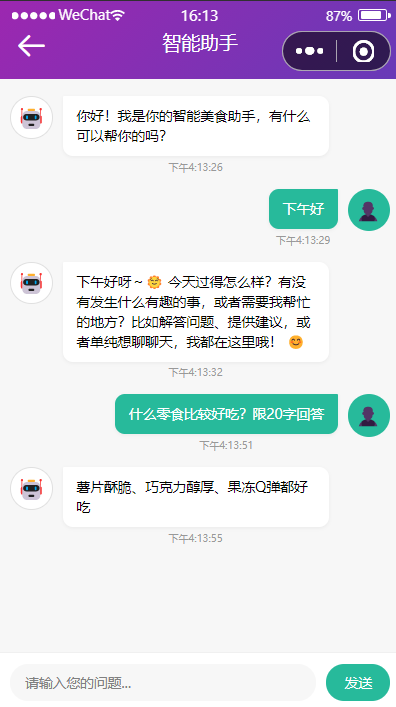 WeChat 16:13 87%
智能助手
你好！我是你的智能美食助手，有什么
可以帮你的吗？
下午4:13:26
下午好
下午4:13:29
下午好呀～🌞 今天过得怎么样？有没
有发生什么有趣的事，或者需要我帮忙
的地方？比如解答问题、提供建议，或
者单纯想聊聊天，我都在这里哦！ 😊
下午4:13:32
什么零食比较好吃？限20字回答
下午4:13:51
薯片酥脆、巧克力醇厚、果冻Q弹都好
吃
下午4:13:55
请输入您的问题...
发送